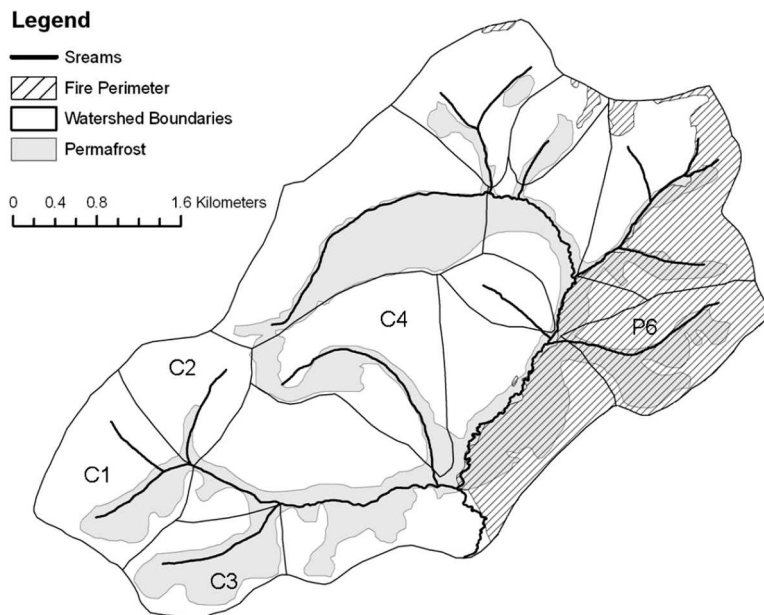 Legend
Sreams
Fire Perimeter
Watershed Boundaries
Permafrost
0 0.4 0.8 1.6 Kilometers
C4
P6
C2
C1
C3